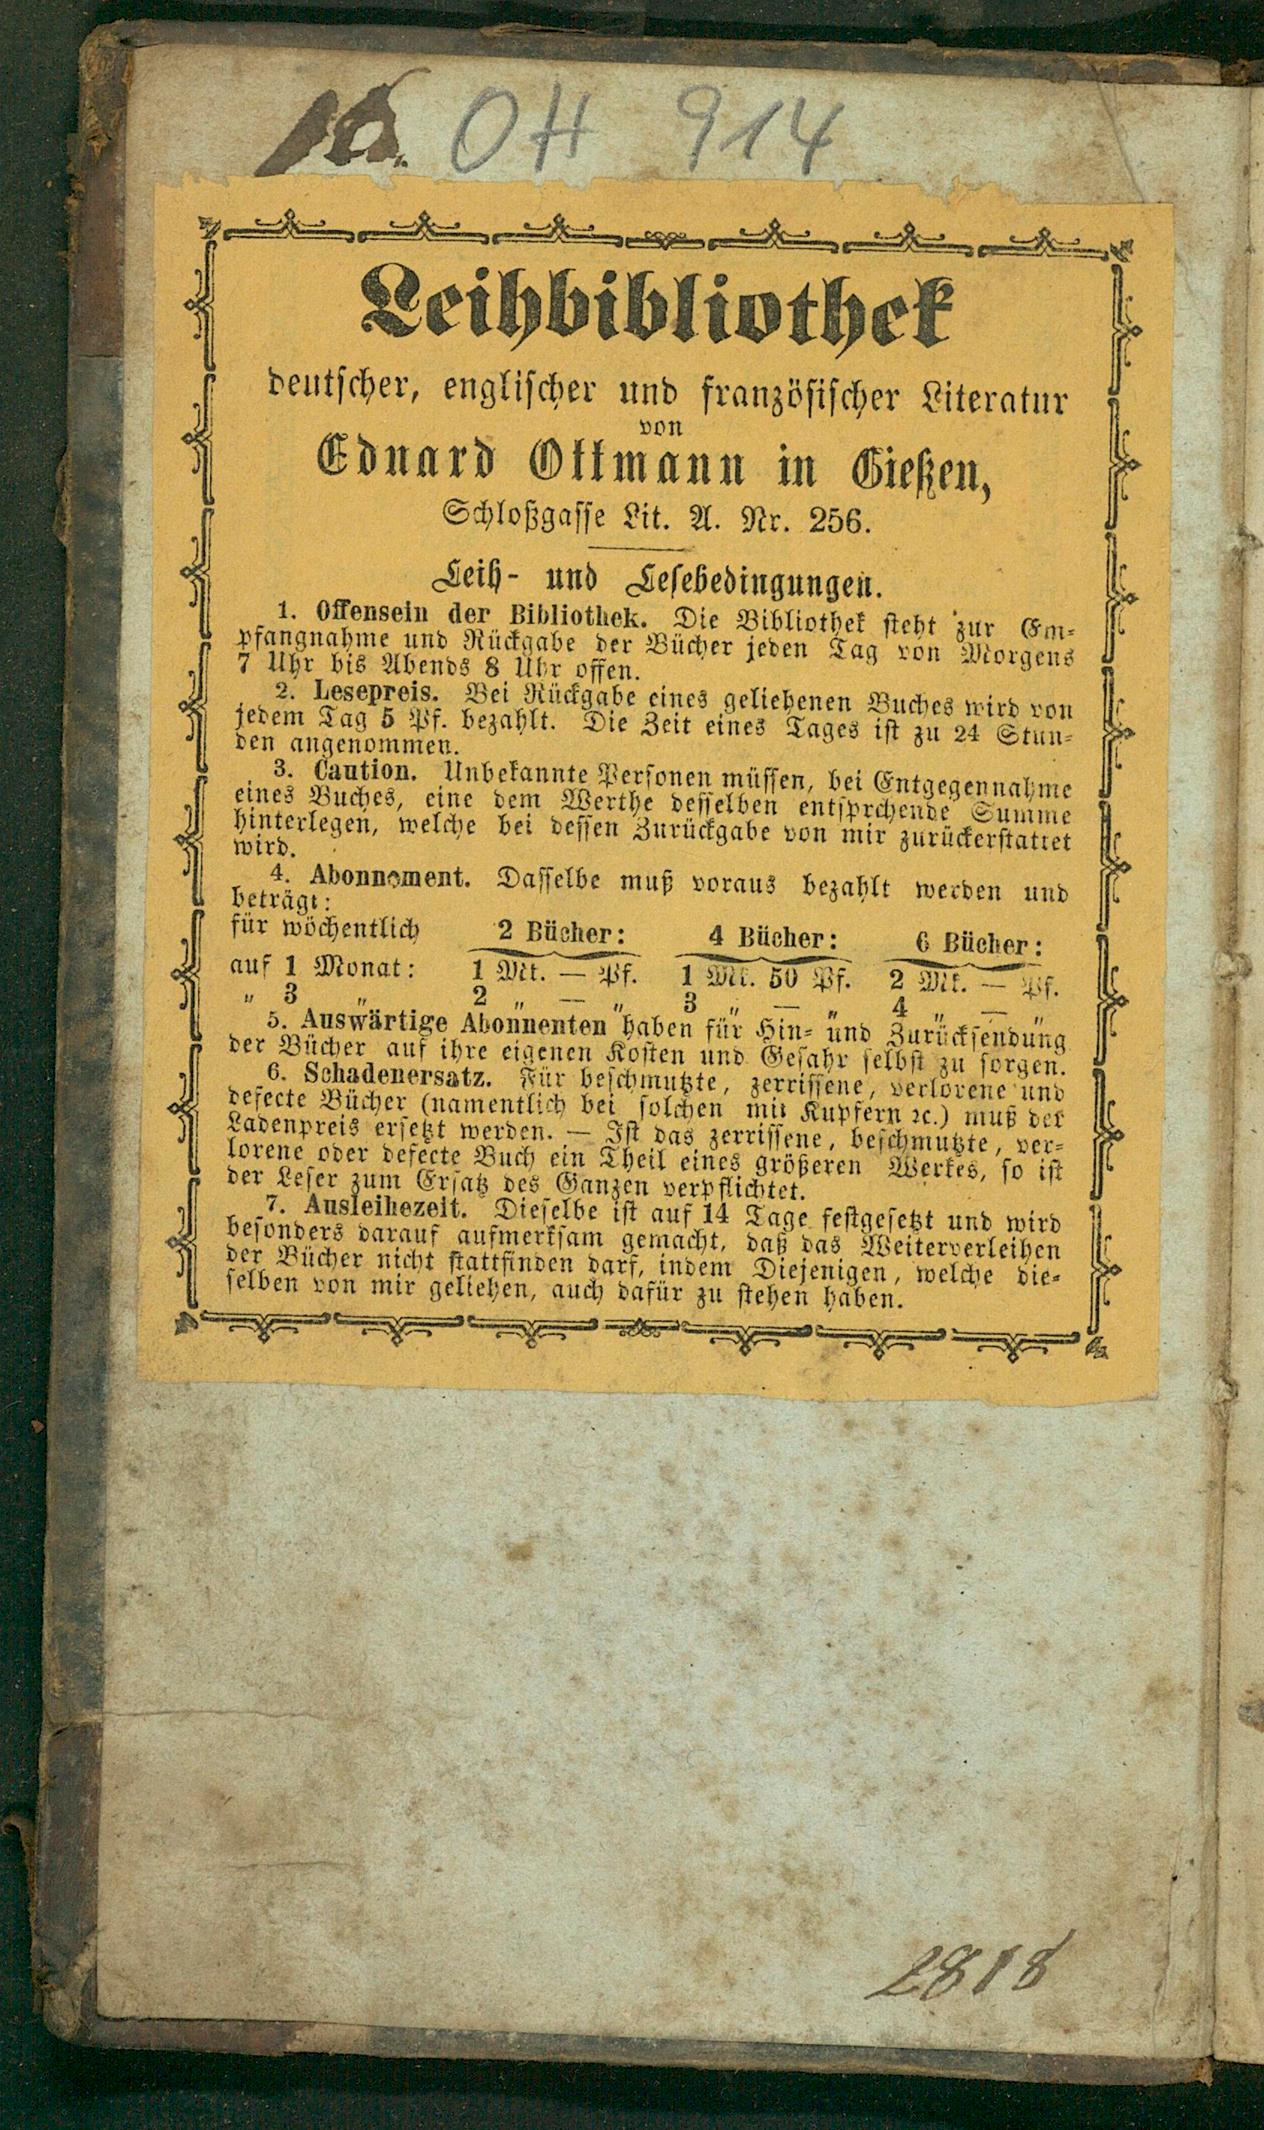 OH 914
Leihbibliothek
deutscher, englischer und französischer Literatur
von
Eduard Ottmann in Gießen,
Schloßgasse Lit. A. Nr. 256.
Leih- und Lesebedingungen.
1. Offensein der Bibliothek. Die Bibliothek steht zur Em-
pfangnahme und Rückgabe der Bücher jeden Tag von Morgens
7 Uhr bis Abends 8 Uhr offen.
2. Lesepreis. Bei Rückgabe eines geliehenen Buches wird von
jedem Tag 5 Pf. bezahlt. Die Zeit eines Tages ist zu 24 Stun-
den angenommen.
3. Caution. Unbekannte Personen müssen, bei Entgegennahme
eines Buches, eine dem Werthe desselben entsprchende Summe
hinterlegen, welche bei dessen Zurückgabe von mir zurückerstattet
wird.
4. Abonnement. Dasselbe muß voraus bezahlt werden und
beträgt:
für wöchentlich 2 Bücher: 4 Bücher: 6 Bücher:
auf 1 Monat: 1 Mk. — Pf. 1 Mk. 50 Pf. 2 Mk. — Pf.
„ 3 „ 2 „ — „ 3 „ — „ 4 „ — „
5. Auswärtige Abonnenten haben für Hin- und Zurücksendung
der Bücher auf ihre eigenen Kosten und Gefahr selbst zu sorgen.
6. Schadenersatz. Für beschmutzte, zerrissene, verlorene und
defecte Bücher (namentlich bei solchen mit Kupfern ꝛc.) muß der
Ladenpreis ersetzt werden. — Ist das zerrissene, beschmutzte, ver-
lorene oder defecte Buch ein Theil eines größeren Werkes, so ist
der Leser zum Ersatz des Ganzen verpflichtet.
7. Ausleihezeit. Dieselbe ist auf 14 Tage festgesetzt und wird
besonders darauf aufmerksam gemacht, daß das Weiterverleihen
der Bücher nicht stattfinden darf, indem Diejenigen, welche die-
selben von mir geliehen, auch dafür zu stehen haben.
2818